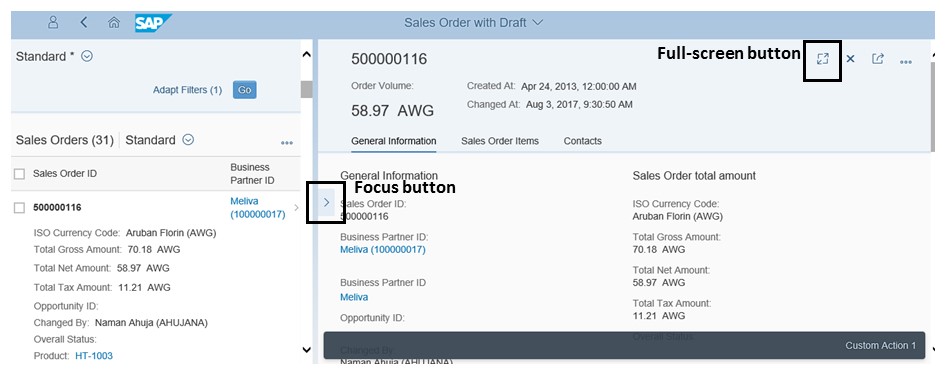 SAP
Sales Order with Draft
Standard *
Adapt Filters (1) Go
Sales Orders (31) Standard
Sales Order ID
Business
Partner ID
500000116
Meliva
(100000017)
ISO Currency Code: Aruban Florin (AWG)
Total Gross Amount: 70.18 AWG
Total Net Amount: 58.97 AWG
Total Tax Amount: 11.21 AWG
Opportunity ID:
Changed By: Naman Ahuja (AHUJANA)
Overall Status:
Product: HT-1003
500000116
Full-screen button
Order Volume:
58.97 AWG
Created At: Apr 24, 2013, 12:00:00 AM
Changed At: Aug 3, 2017, 9:30:50 AM
General Information Sales Order Items Contacts
General Information
Focus button
Sales Order ID:
500000116
Business Partner ID:
Meliva (100000017)
Business Partner ID
Meliva
Opportunity ID:
Changed By:
Naman Ahuja (AHUJANA)
Sales Order total amount
ISO Currency Code:
Aruban Florin (AWG)
Total Gross Amount:
70.18 AWG
Total Net Amount:
58.97 AWG
Total Tax Amount:
11.21 AWG
Overall Status:
Custom Action 1